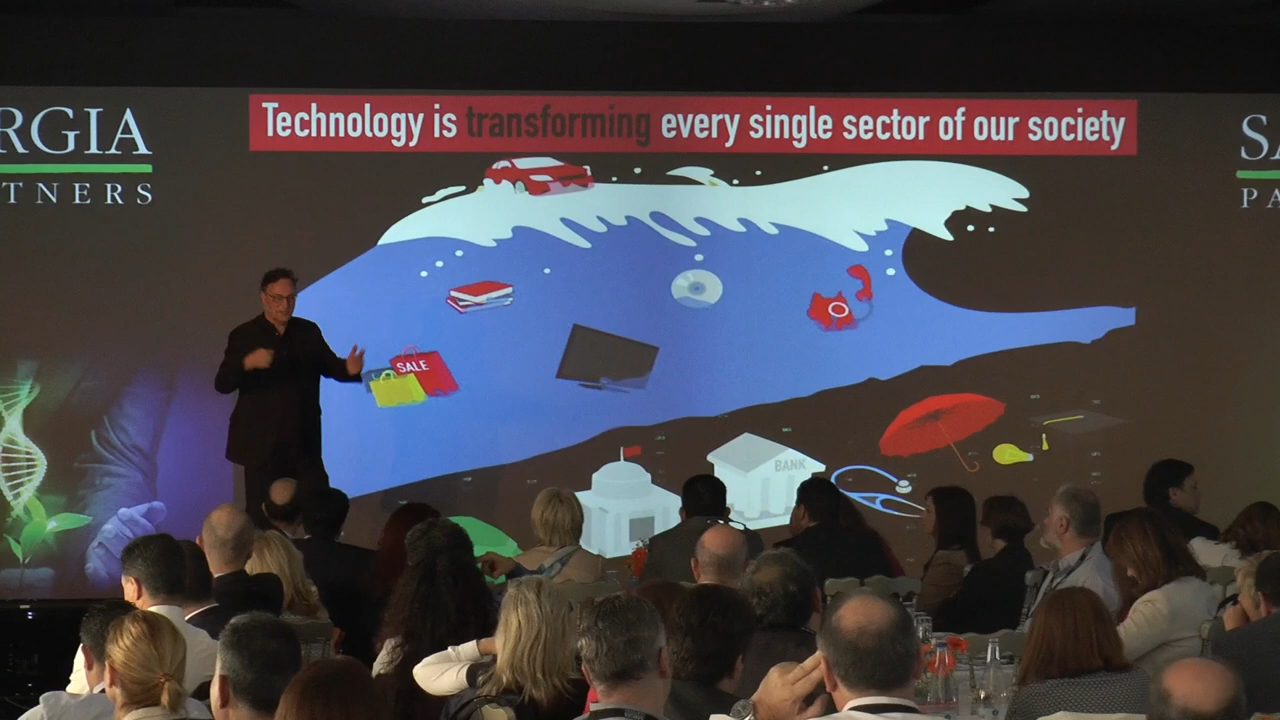 Technology is transforming every single sector of our society
RGIA
TNERS
SA
PA
SALE
BANK